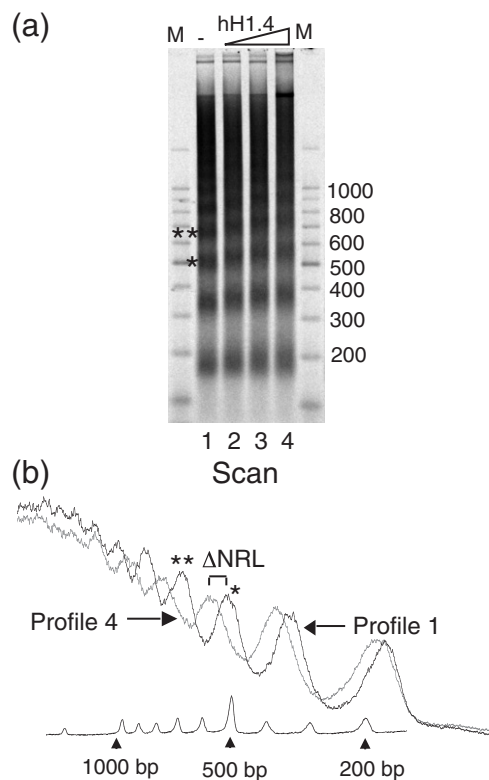 (a)
hH1.4
M - M
1000
800
** 600
* 500
400
300
200
1 2 3 4
(b) Scan
** ΔNRL
*
Profile 4 Profile 1
1000 bp 500 bp 200 bp